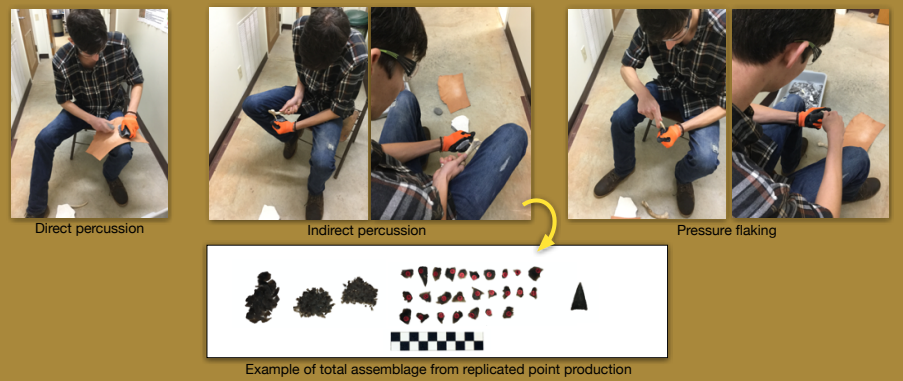 Direct percussion
Indirect percussion
Pressure flaking
Example of total assemblage from replicated point production